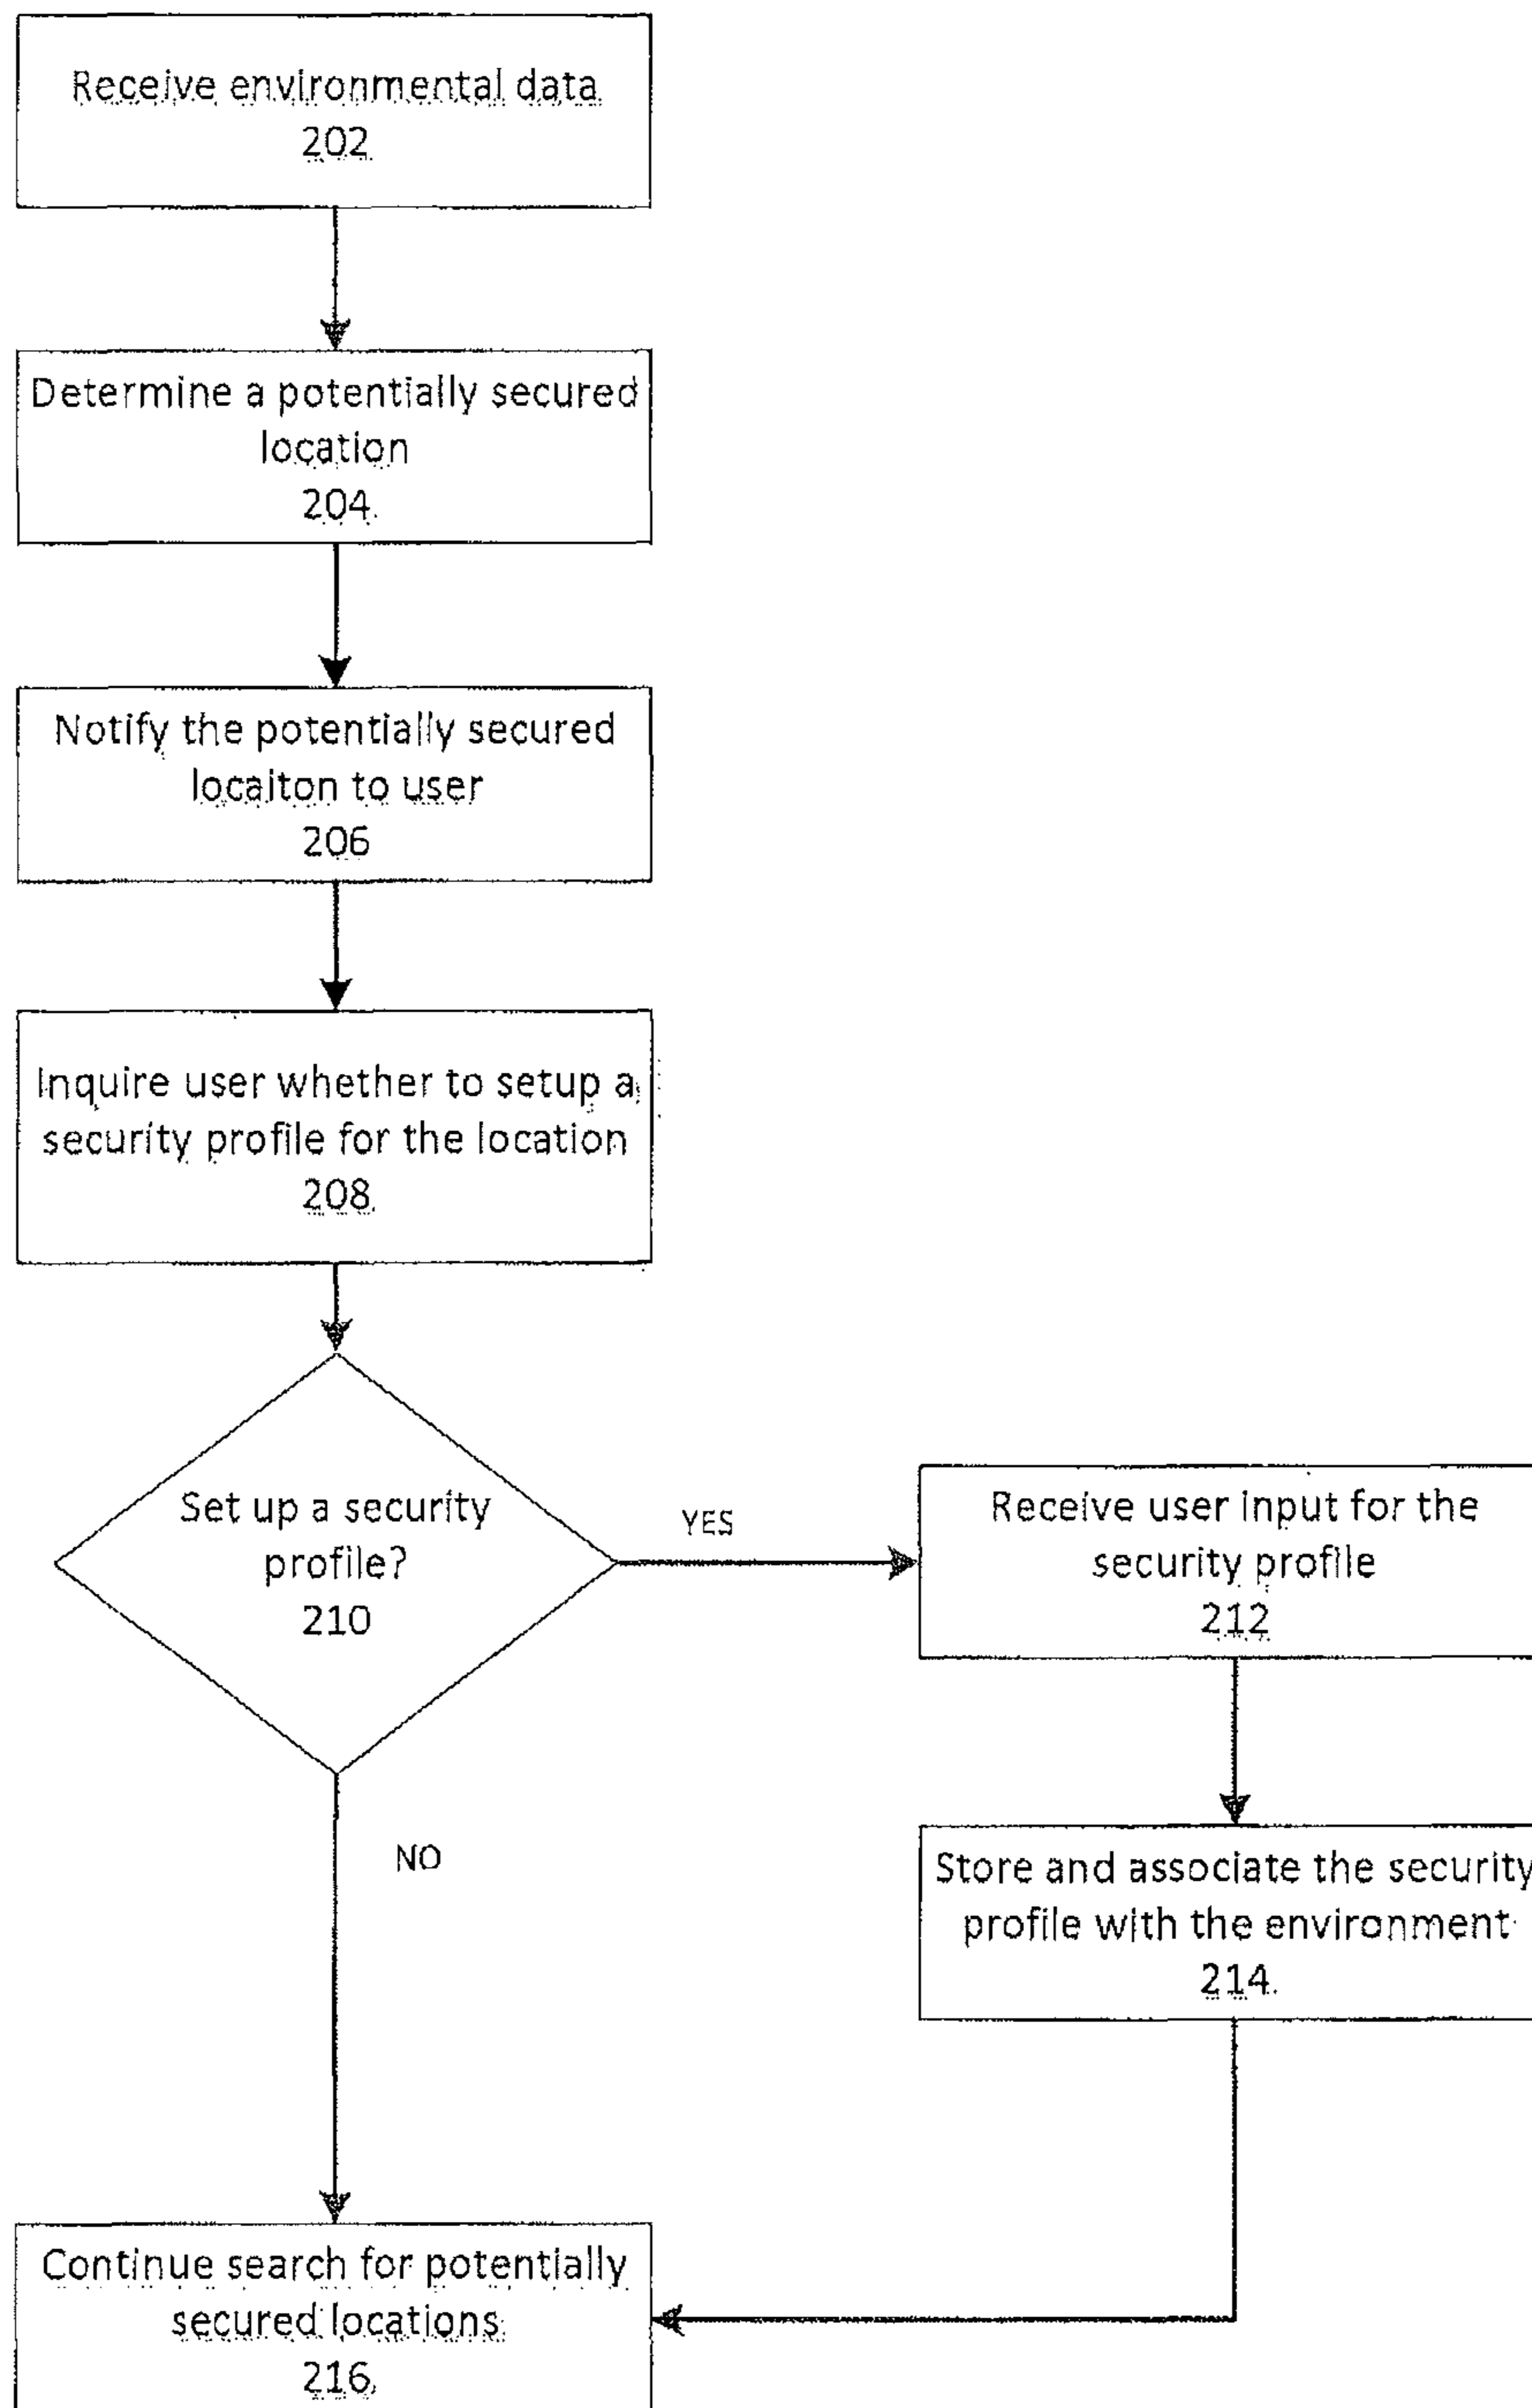 Receive environmental data
202
Determine a potentially secured
location
204
Notify the potentially secured
locaiton to user
206
Inquire user whether to setup a
security profile for the location
208
Set up a security
profile?
210
YES
Receive user input for the
security profile
212
NO
Store and associate the security
profile with the environment
214
Continue search for potentially
secured locations
216